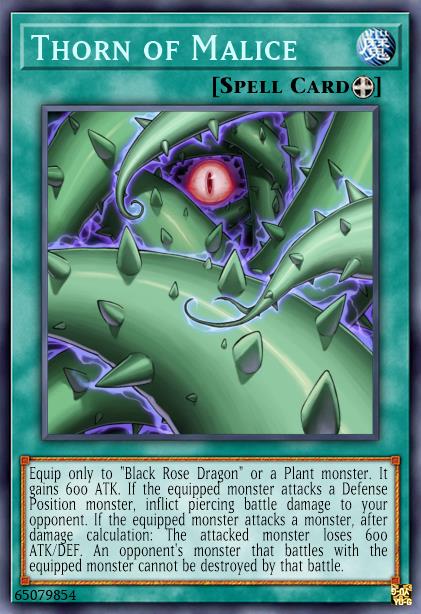 Thorn of Malice
[Spell Card]
Equip only to "Black Rose Dragon" or a Plant monster. It
gains 600 ATK. If the equipped monster attacks a Defense
Position monster, inflict piercing battle damage to your
opponent. If the equipped monster attacks a monster, after
damage calculation: The attacked monster loses 600
ATK/DEF. An opponent's monster that battles with the
equipped monster cannot be destroyed by that battle.
65079854